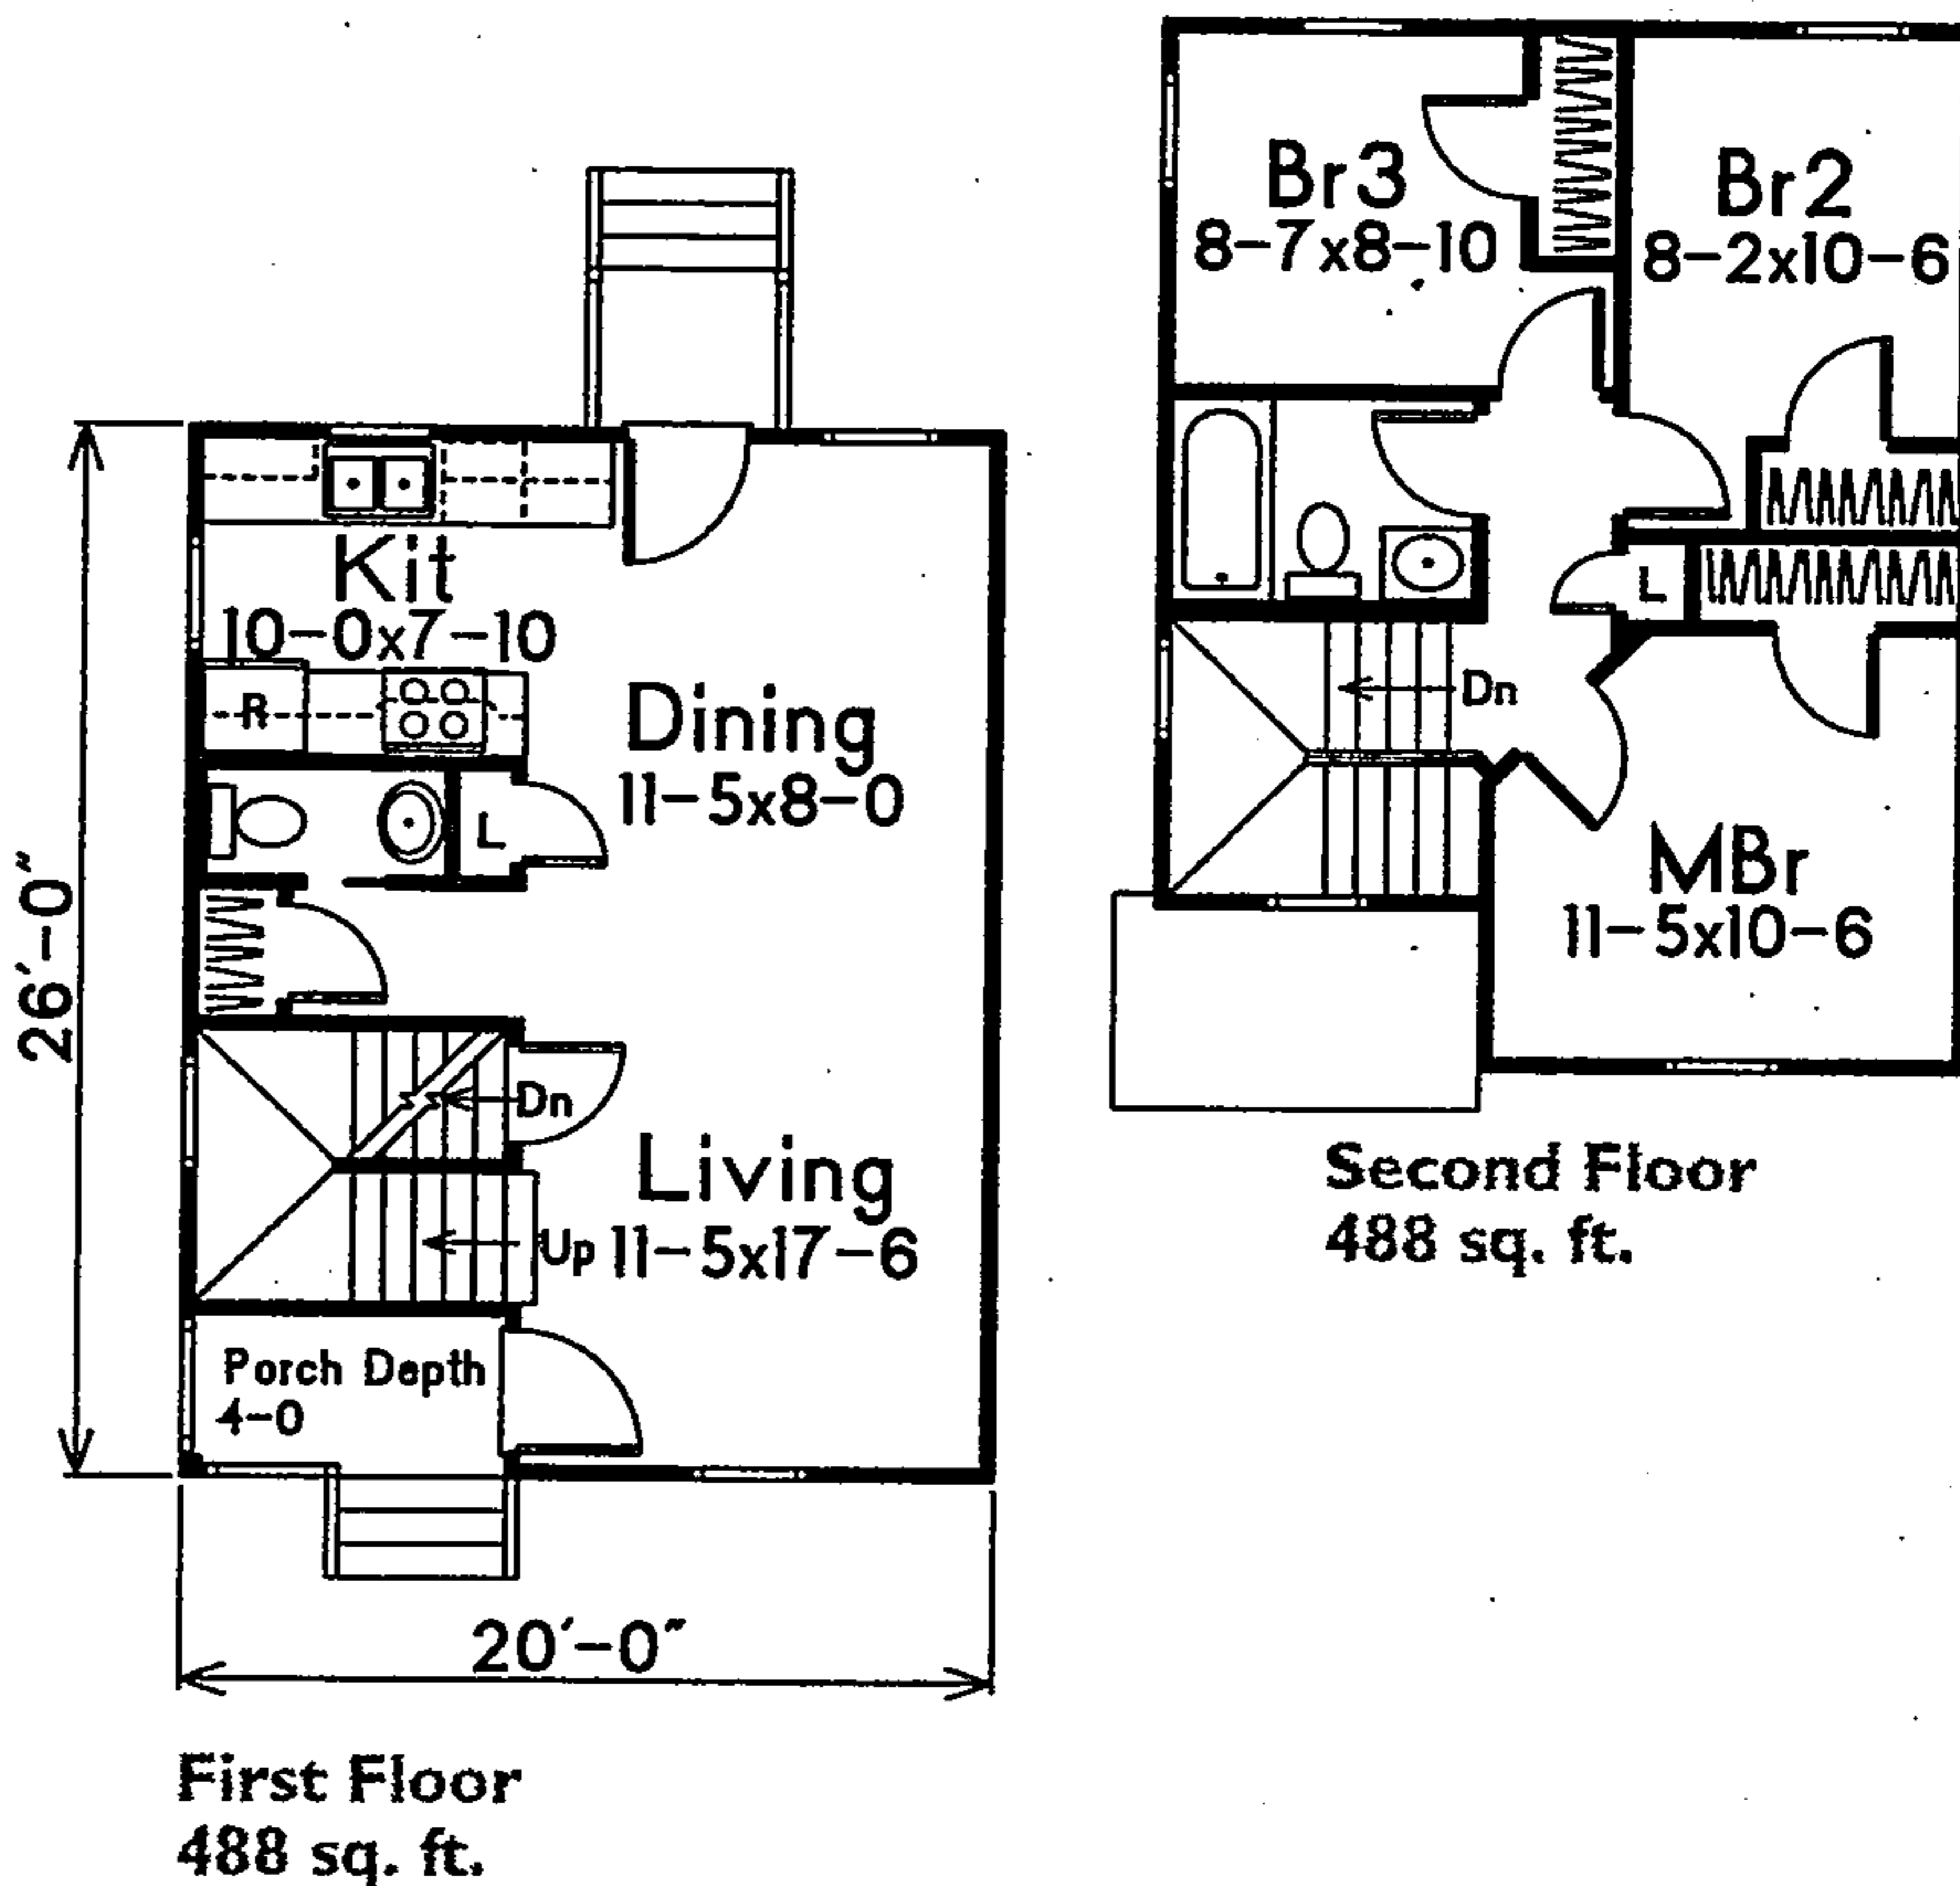 Br3
8-7x8-10
Br2
8-2x10-6
Kit
10-0x7-10
R
Dining
11-5x8-0
L
26'-0"
Dn
Living
Up 11-5x17-6
Porch Depth
4-0
20'-0"
First Floor
488 sq. ft.
L
Dn
MBr
11-5x10-6
Second Floor
488 sq. ft.